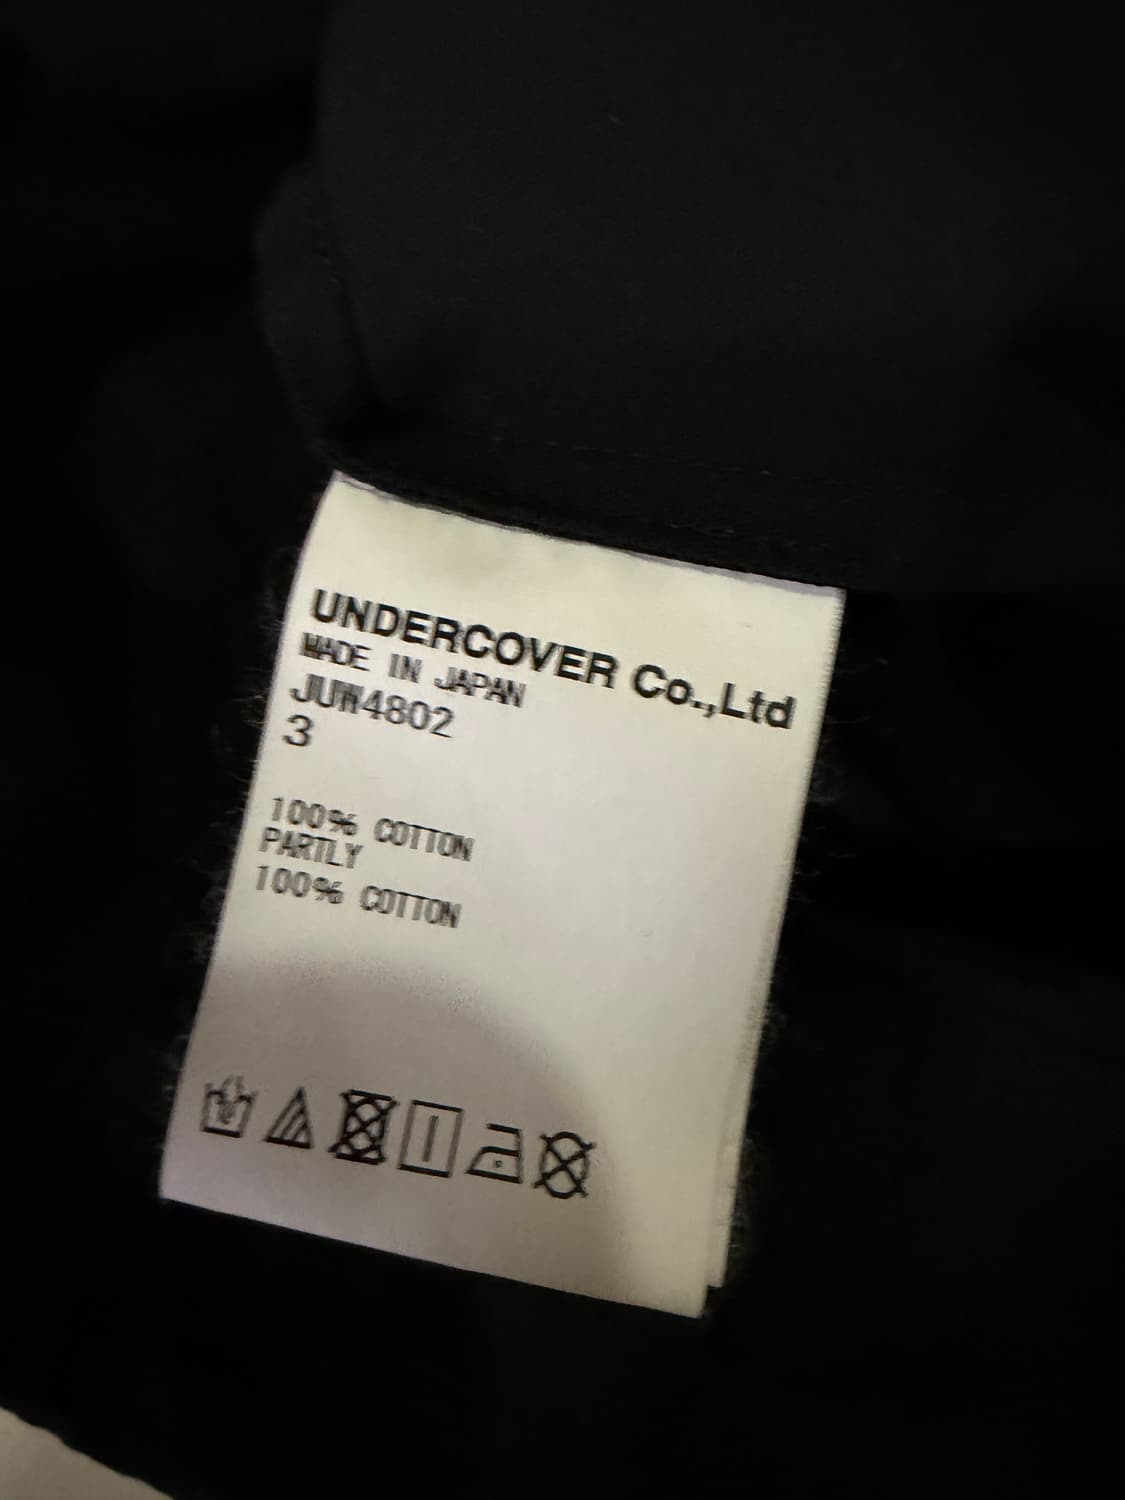 UNDERCOVER Co.,Ltd
MADE IN JAPAN
JUW4802
3
100% COTTON
PARTLY
100% COTTON